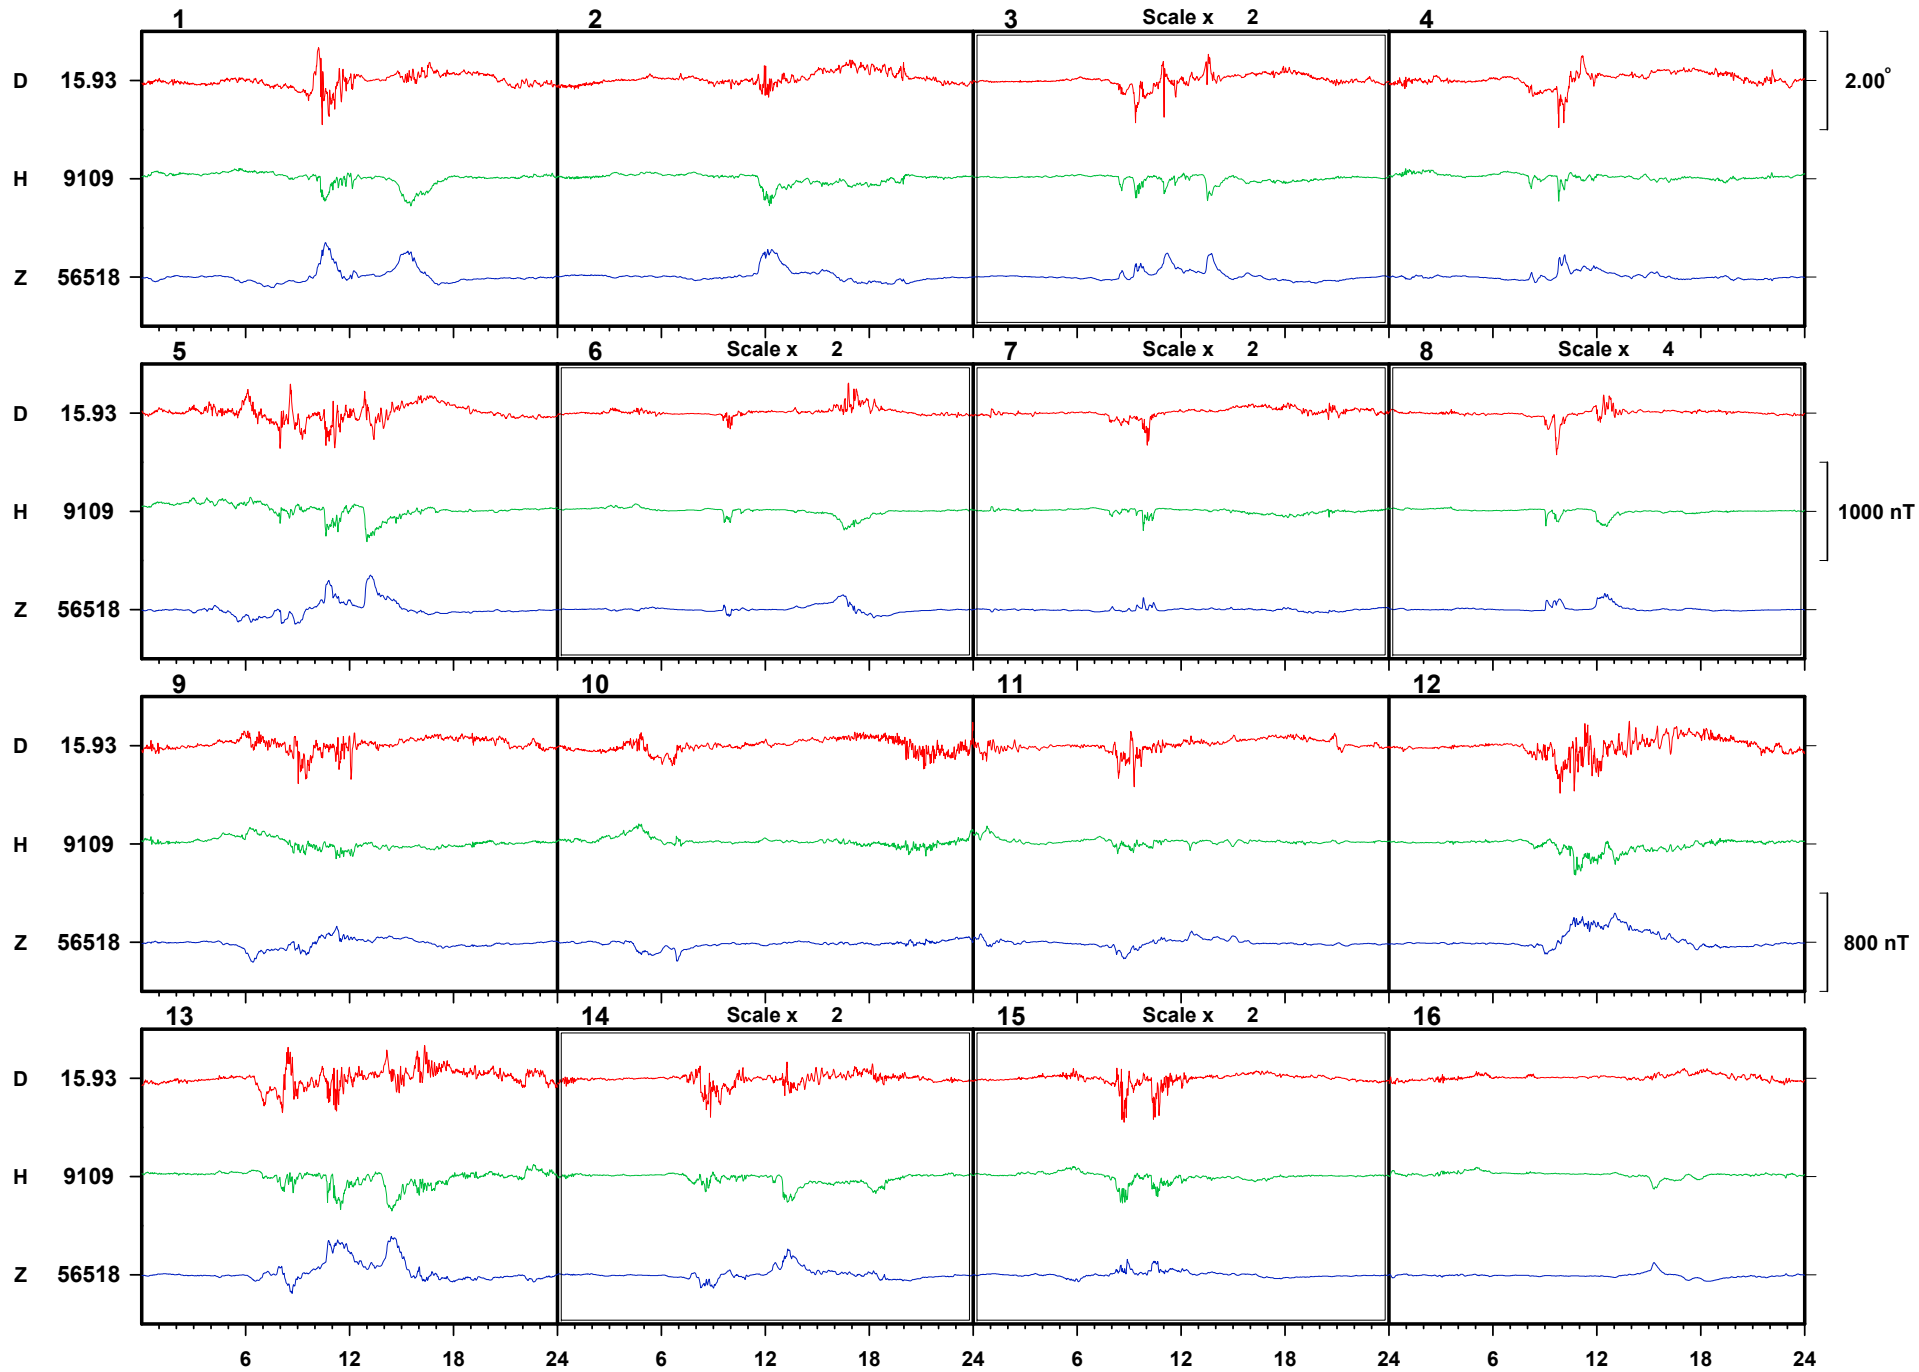 1 2 3 Scale x 2 4
D 15.93 2.00°
H 9109
Z 56518
5 6 Scale x 2 7 Scale x 2 8 Scale x 4
D 15.93
H 9109 1000 nT
Z 56518
9 10 11 12
D 15.93
H 9109
Z 56518 800 nT
13 14 Scale x 2 15 Scale x 2 16
D 15.93
H 9109
Z 56518
6 12 18 24 6 12 18 24 6 12 18 24 6 12 18 24